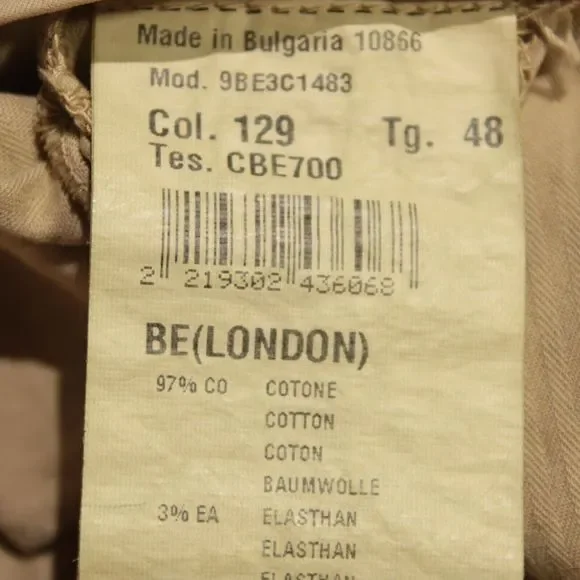 Made in Bulgaria 10866
Mod. 9BE3C1483
Col. 129 Tg. 48
Tes. CBE700
2 219302 436068
BE(LONDON)
97% CO COTONE
COTTON
COTON
BAUMWOLLE
3% EA ELASTHAN
ELASTHAN
ELASTHAN